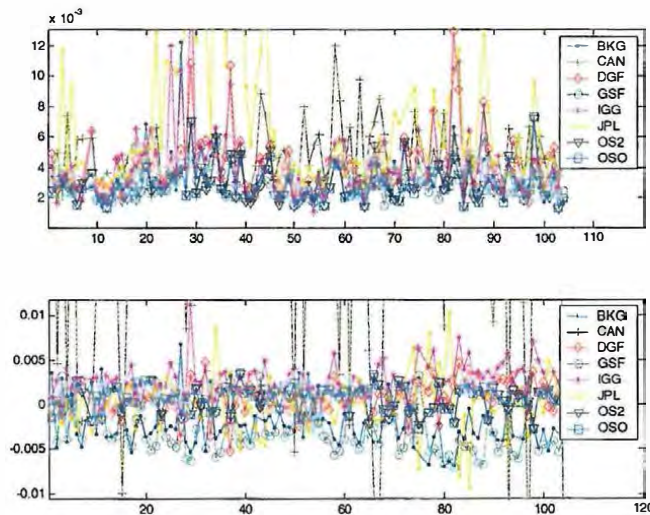 x 10⁻³
12
10
8
6
4
2
10 20 30 40 50 60 70 80 90 100 110
BKG
CAN
DGF
GSF
IGG
JPL
OS2
OSO
0.01
0.005
0
-0.005
-0.01
20 40 60 80 100 120
BKG
CAN
DGF
GSF
IGG
JPL
OS2
OSO